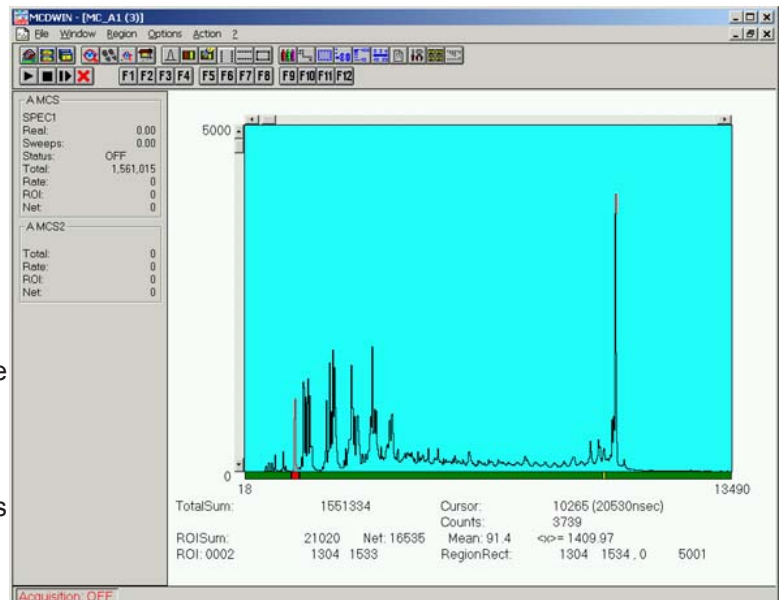 MCDWIN - [MC_A1 (3)]
File Window Region Options Action ?
F1 F2 F3 F4 F5 F6 F7 F8 F9 F10 F11 F12
A MCS
SPEC1
Real: 0.00
Sweeps: 0.00
Status: OFF
Total: 1,561,015
Rate: 0
ROI: 0
Net: 0
A MCS2
Total: 0
Rate: 0
ROI: 0
Net: 0
e
s
5000
0
18 13490
TotalSum: 1551334 Cursor: 10265 (20530nsec)
Counts: 3739
ROISum: 21020 Net: 16535 Mean: 91.4 <x>= 1409.97
ROI: 0002 1304 1533 RegionRect: 1304 1534 , 0 5001
Acquisition: OFF